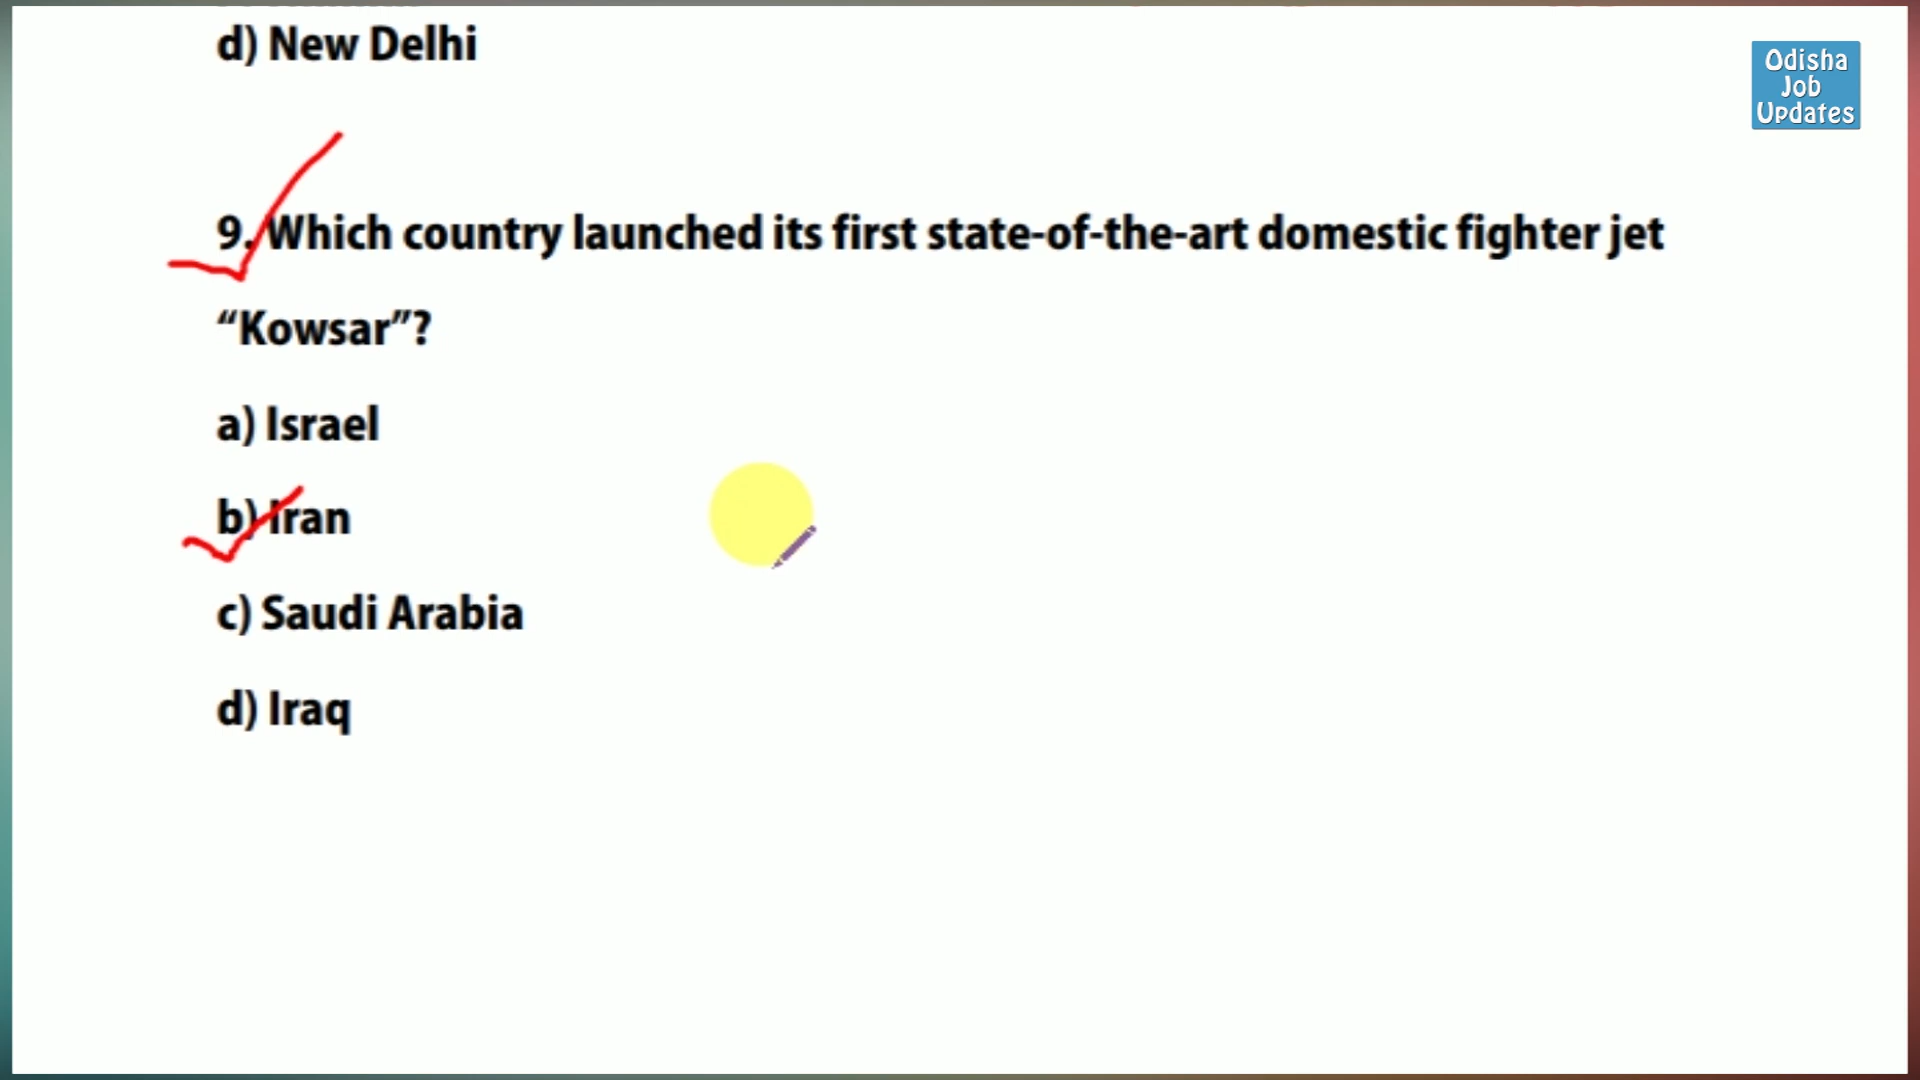 d) New Delhi
Odisha
Job
Updates
9. Which country launched its first state-of-the-art domestic fighter jet
“Kowsar”?
a) Israel
b) Iran
c) Saudi Arabia
d) Iraq